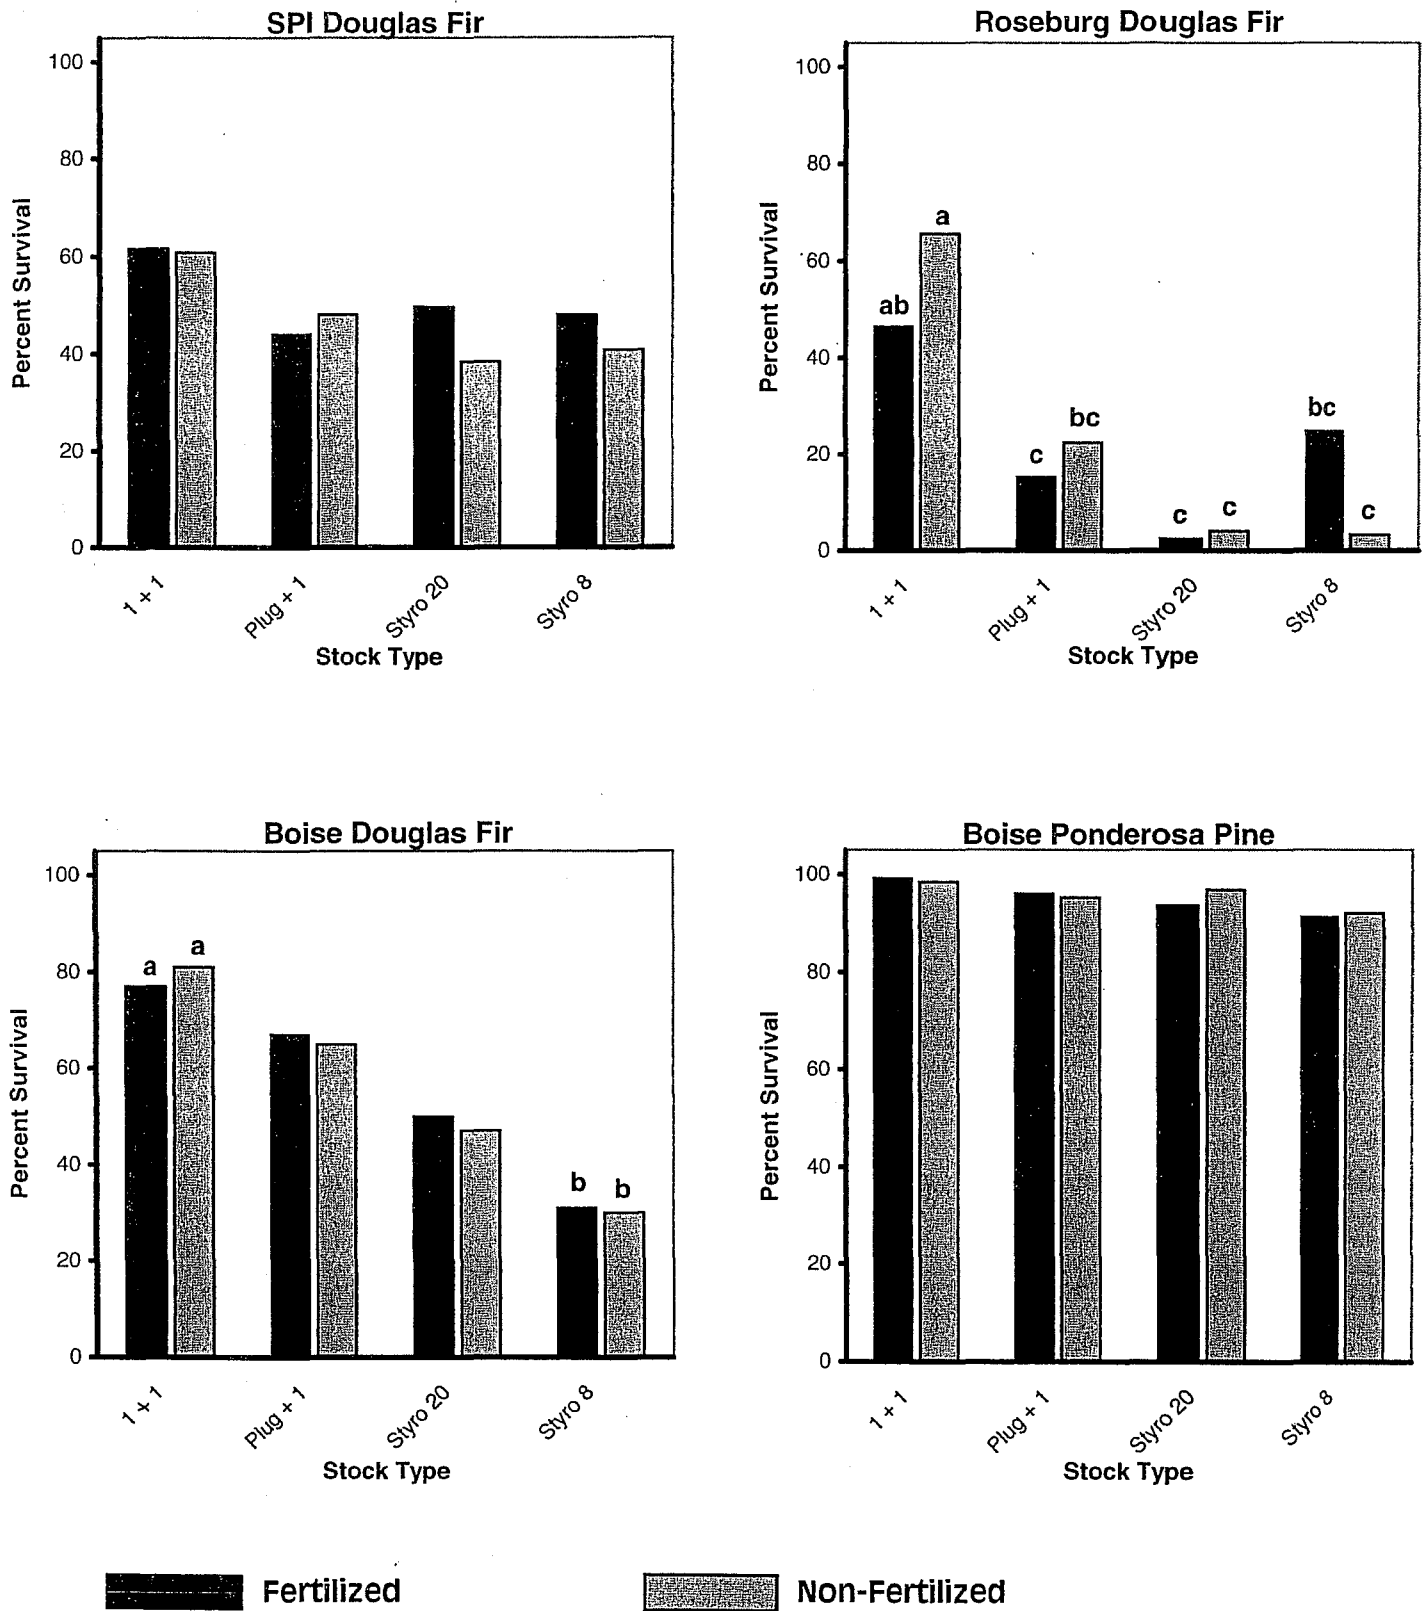 SPI Douglas Fir
100
80
60
40
20
0
Percent Survival
1 + 1
Plug + 1
Styro 20
Styro 8
Stock Type
Roseburg Douglas Fir
100
80
60
40
20
0
Percent Survival
ab
a
c
bc
c
c
bc
c
1 + 1
Plug + 1
Styro 20
Styro 8
Stock Type
Boise Douglas Fir
100
80
60
40
20
0
Percent Survival
a
a
b
b
1 + 1
Plug + 1
Styro 20
Styro 8
Stock Type
Boise Ponderosa Pine
100
80
60
40
20
0
Percent Survival
1 + 1
Plug + 1
Styro 20
Styro 8
Stock Type
Fertilized
Non-Fertilized